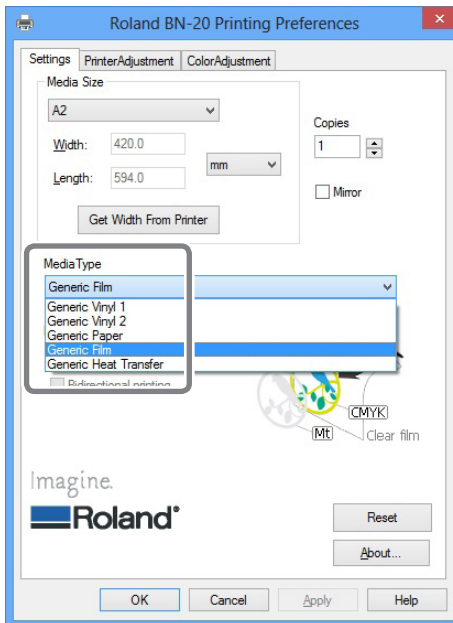 Roland BN-20 Printing Preferences
Settings PrinterAdjustment ColorAdjustment
Media Size
A2
Copies
Width: 420.0
1
mm
Length: 594.0
Mirror
Get Width From Printer
MediaType
Generic Film
Generic Vinyl 1
Generic Vinyl 2
Generic Paper
Generic Film
Generic Heat Transfer
Bidirectional printing
CMYK
Mt Clear film
Imagine.
Roland®
Reset
About...
OK Cancel Apply Help